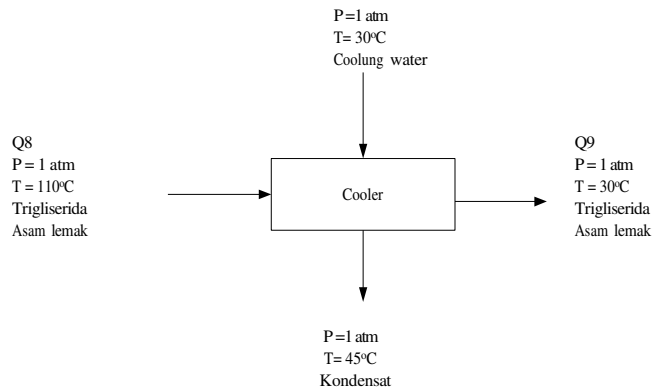 P=1 atm
T= 30°C
Coolung water
Q8
P = 1 atm
T = 110°C
Trigliserida
Asam lemak
Cooler
Q9
P = 1 atm
T = 30°C
Trigliserida
Asam lemak
P=1 atm
T= 45°C
Kondensat